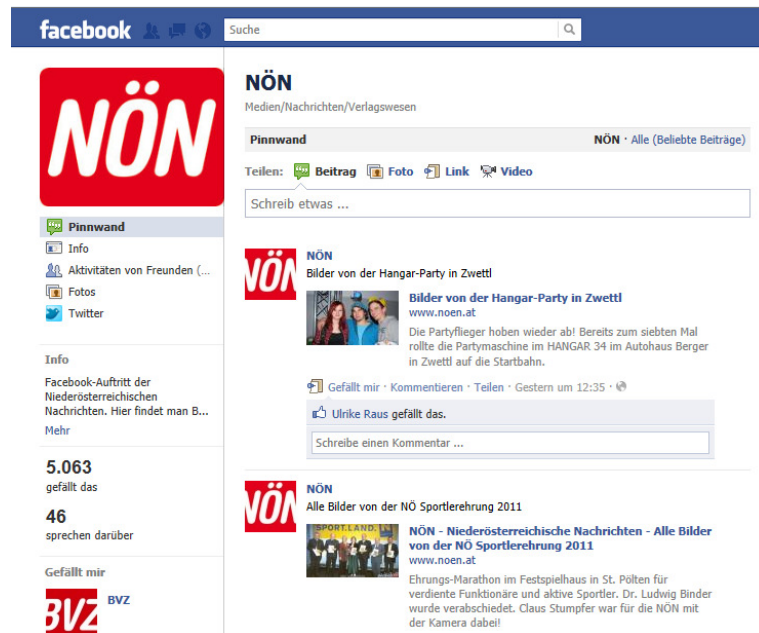 facebook
Suche
NÖN
Pinnwand
Info
Aktivitäten von Freunden (...
Fotos
Twitter
Info
Facebook-Auftritt der
Niederösterreichischen
Nachrichten. Hier findet man B...
Mehr
5.063
gefällt das
46
sprechen darüber
Gefällt mir
BVZ
BVZ
NÖN
Medien/Nachrichten/Verlagswesen
Pinnwand
NÖN · Alle (Beliebte Beiträge)
Teilen: Beitrag Foto Link Video
Schreib etwas ...
NÖN
NÖN
Bilder von der Hangar-Party in Zwettl
Bilder von der Hangar-Party in Zwettl
www.noen.at
Die Partyflieger hoben wieder ab! Bereits zum siebten Mal
rollte die Partymaschine im HANGAR 34 im Autohaus Berger
in Zwettl auf die Startbahn.
Gefällt mir · Kommentieren · Teilen · Gestern um 12:35 ·
Ulrike Raus gefällt das.
Schreibe einen Kommentar ...
NÖN
NÖN
Alle Bilder von der NÖ Sportlerehrung 2011
SPORT.LAND.
NÖN - Niederösterreichische Nachrichten - Alle Bilder
von der NÖ Sportlerehrung 2011
www.noen.at
Ehrungs-Marathon im Festspielhaus in St. Pölten für
verdiente Funktionäre und aktive Sportler. Dr. Ludwig Binder
wurde verabschiedet. Claus Stumpfer war für die NÖN mit
der Kamera dabei!